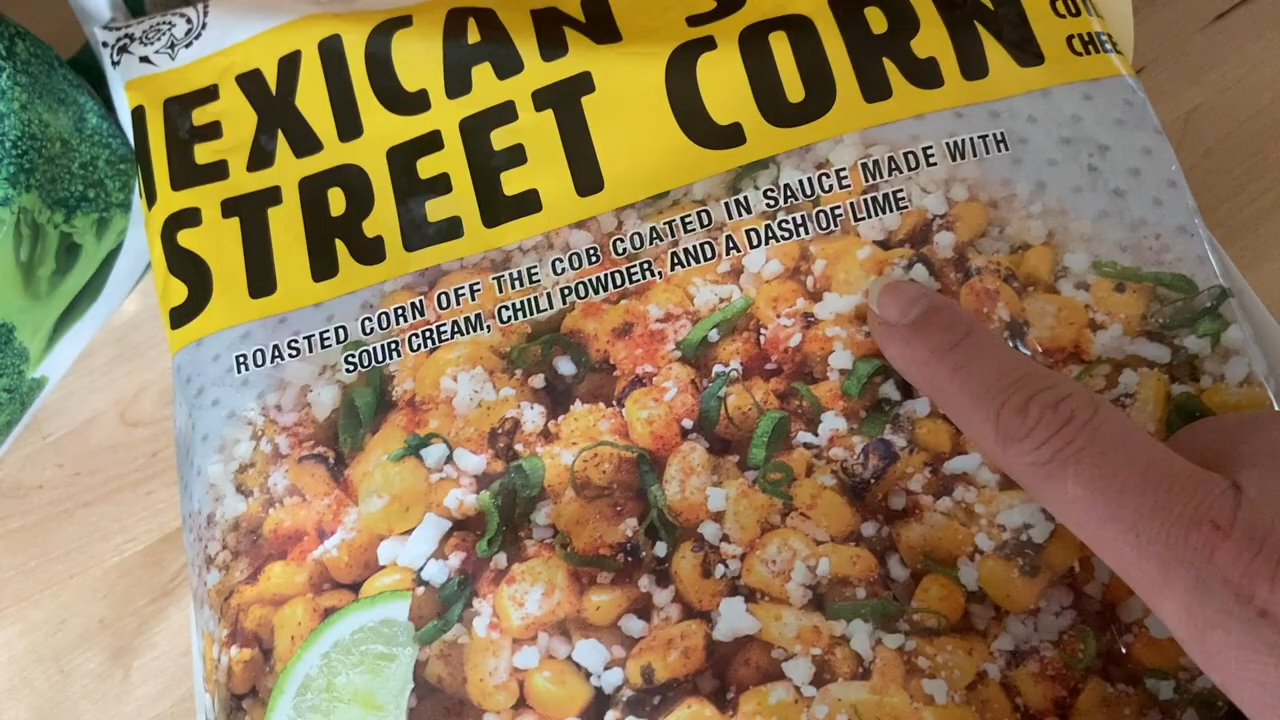 MEXICAN
STREET CORN
ROASTED CORN OFF THE COB COATED IN SAUCE MADE WITH
SOUR CREAM, CHILI POWDER, AND A DASH OF LIME